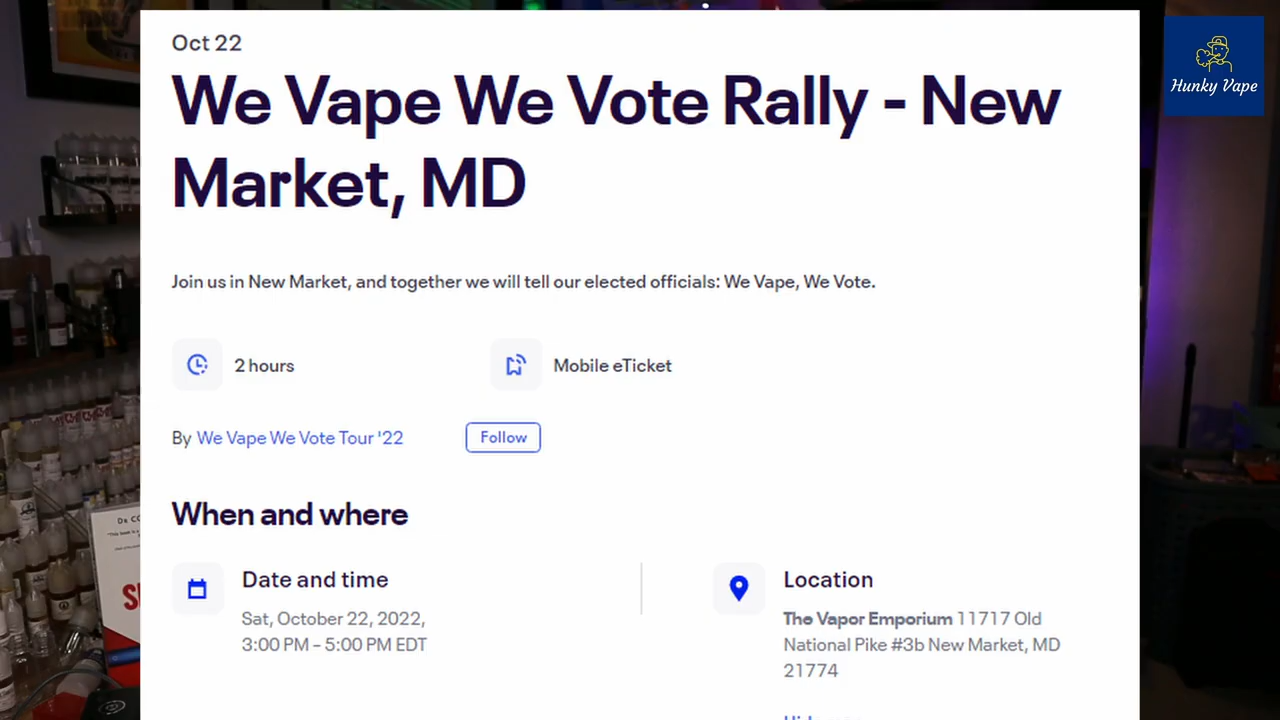 Oct 22
We Vape We Vote Rally - New
Market, MD
Hunky Vape
Join us in New Market, and together we will tell our elected officials: We Vape, We Vote.
2 hours
Mobile eTicket
By We Vape We Vote Tour '22
Follow
When and where
Date and time
Sat, October 22, 2022,
3:00 PM – 5:00 PM EDT
Location
The Vapor Emporium 11717 Old
National Pike #3b New Market, MD
21774